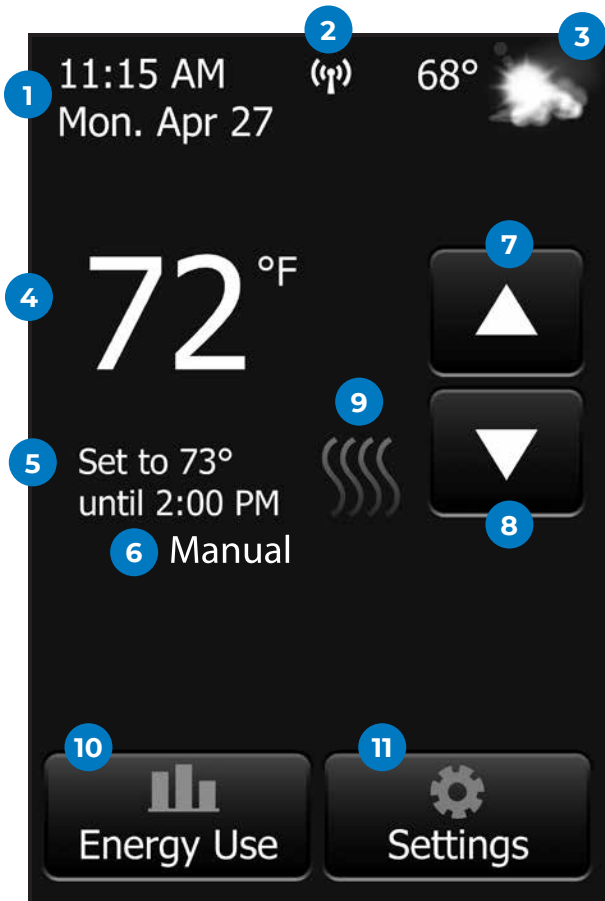 2
3
1
11:15 AM
68°
Mon. Apr 27
7
4
72 °F
9
5
Set to 73°
until 2:00 PM
8
6
Manual
10
11
Energy Use
Settings